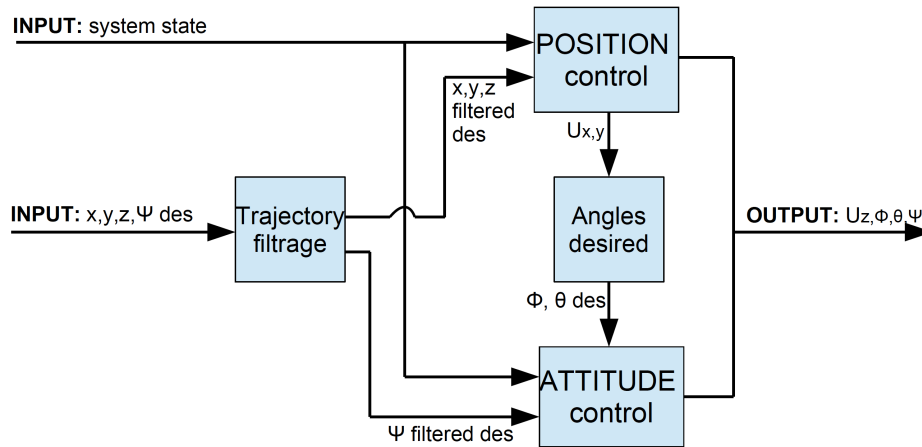 INPUT: system state
POSITION
control
x,y,z
filtered
des
Ux,y
INPUT: x,y,z,Ψ des
Trajectory
filtrage
Angles
desired
OUTPUT: Uz,Φ,θ,Ψ
Φ, θ des
ATTITUDE
control
Ψ filtered des